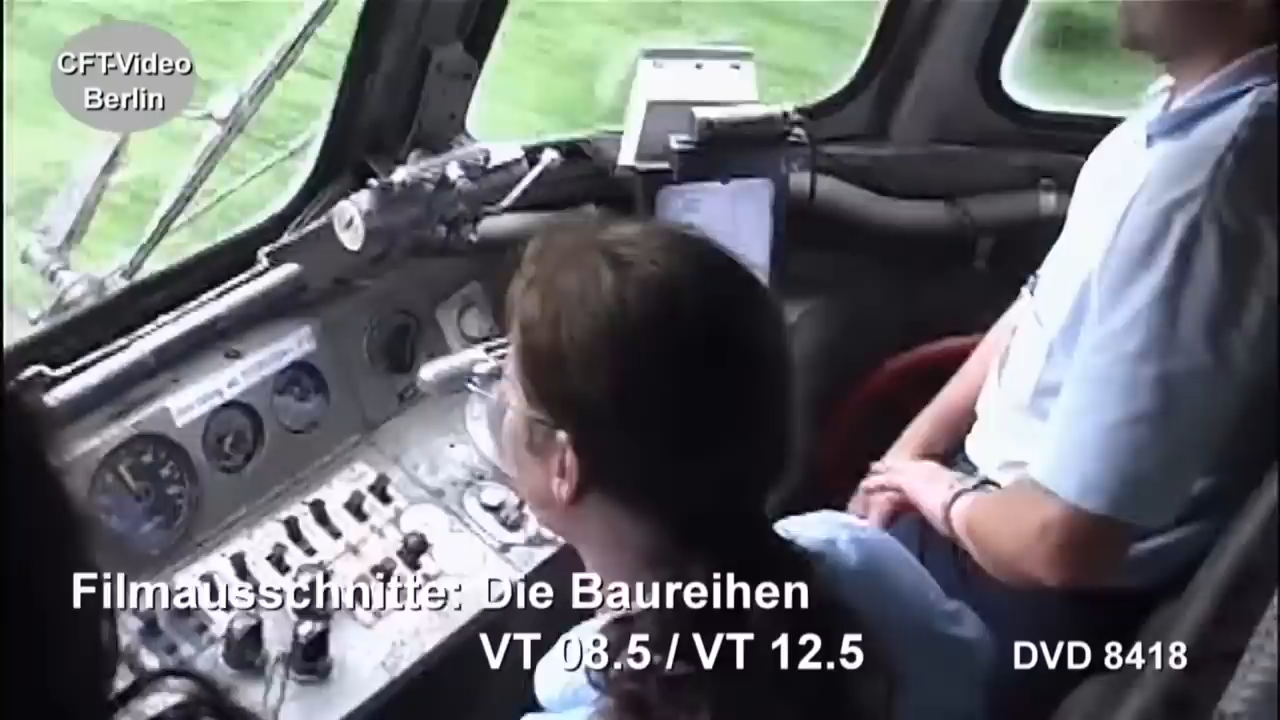 CFT-Video
Berlin
Filmausschnitte: Die Baureihen
VT 08.5 / VT 12.5
DVD 8418